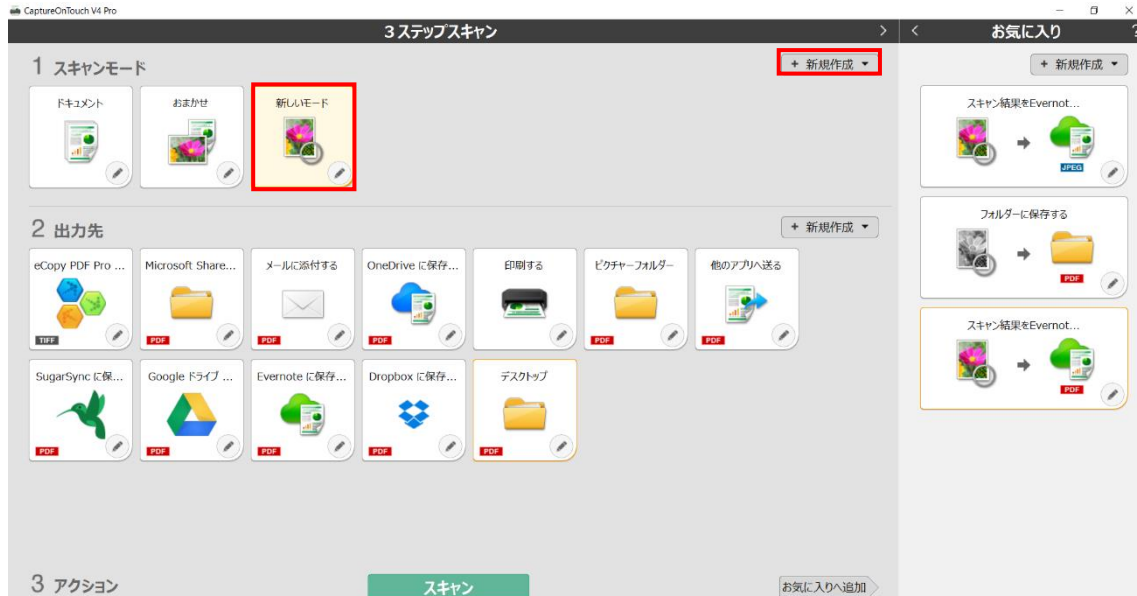 CaptureOnTouch V4 Pro
3 ステップスキャン
お気に入り
?
1 スキャンモード
+ 新規作成
+ 新規作成
ドキュメント
おまかせ
新しいモード
スキャン結果をEvernot...
JPEG
2 出力先
+ 新規作成
フォルダーに保存する
PDF
eCopy PDF Pro ...
Microsoft Share...
メールに添付する
OneDrive に保存...
印刷する
ピクチャーフォルダー
他のアプリへ送る
TIFF
PDF
PDF
PDF
PDF
PDF
スキャン結果をEvernot...
PDF
SugarSync に保...
Google ドライブ ...
Evernote に保存...
Dropbox に保存...
デスクトップ
PDF
PDF
PDF
PDF
PDF
3 アクション
スキャン
お気に入りへ追加